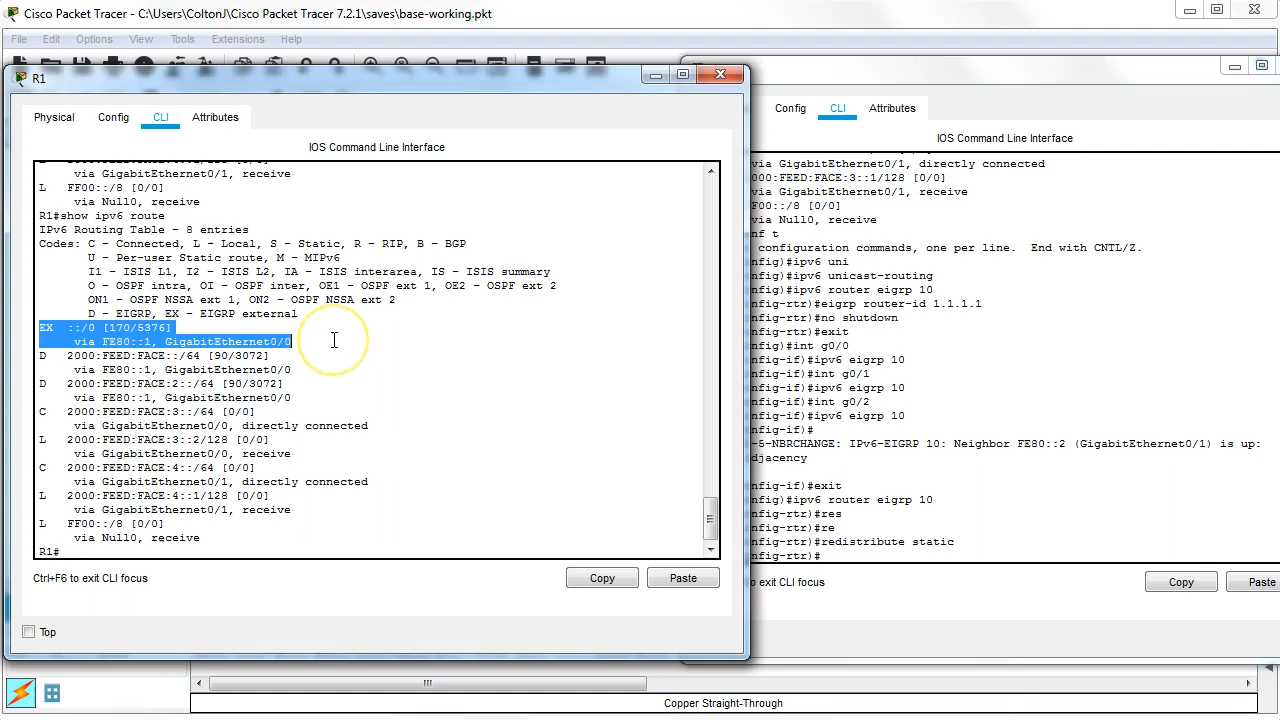 Cisco Packet Tracer - C:\Users\ColtonJ\Cisco Packet Tracer 7.2.1\saves\base-working.pkt
File Edit Options View Tools Extensions Help
R1
Physical Config CLI Attributes
IOS Command Line Interface
via GigabitEthernet0/1, receive
L FF00::/8 [0/0]
via Null0, receive
R1#show ipv6 route
IPv6 Routing Table - 8 entries
Codes: C - Connected, L - Local, S - Static, R - RIP, B - BGP
U - Per-user Static route, M - MIPv6
I1 - ISIS L1, I2 - ISIS L2, IA - ISIS interarea, IS - ISIS summary
O - OSPF intra, OI - OSPF inter, OE1 - OSPF ext 1, OE2 - OSPF ext 2
ON1 - OSPF NSSA ext 1, ON2 - OSPF NSSA ext 2
D - EIGRP, EX - EIGRP external
EX ::/0 [170/5376]
via FE80::1, GigabitEthernet0/0
D 2000:FEED:FACE::/64 [90/3072]
via FE80::1, GigabitEthernet0/0
D 2000:FEED:FACE:2::/64 [90/3072]
via FE80::1, GigabitEthernet0/0
C 2000:FEED:FACE:3::/64 [0/0]
via GigabitEthernet0/0, directly connected
L 2000:FEED:FACE:3::2/128 [0/0]
via GigabitEthernet0/0, receive
C 2000:FEED:FACE:4::/64 [0/0]
via GigabitEthernet0/1, directly connected
L 2000:FEED:FACE:4::1/128 [0/0]
via GigabitEthernet0/1, receive
L FF00::/8 [0/0]
via Null0, receive
R1#
Ctrl+F6 to exit CLI focus
Copy Paste
Top
Config CLI Attributes
IOS Command Line Interface
via GigabitEthernet0/1, directly connected
000:FEED:FACE:3::1/128 [0/0]
via GigabitEthernet0/1, receive
F00::/8 [0/0]
via Null0, receive
nf t
configuration commands, one per line. End with CNTL/Z.
nfig)#ipv6 uni
nfig)#ipv6 unicast-routing
nfig)#ipv6 router eigrp 10
nfig-rtr)#eigrp router-id 1.1.1.1
nfig-rtr)#no shutdown
nfig-rtr)#exit
nfig)#int g0/0
nfig-if)#ipv6 eigrp 10
nfig-if)#int g0/1
nfig-if)#ipv6 eigrp 10
nfig-if)#int g0/2
nfig-if)#ipv6 eigrp 10
nfig-if)#
-5-NBRCHANGE: IPv6-EIGRP 10: Neighbor FE80::2 (GigabitEthernet0/1) is up:
djacency
nfig-if)#exit
nfig)#ipv6 router eigrp 10
nfig-rtr)#res
nfig-rtr)#re
nfig-rtr)#redistribute static
nfig-rtr)#
o exit CLI focus
Copy Paste
Copper Straight-Through